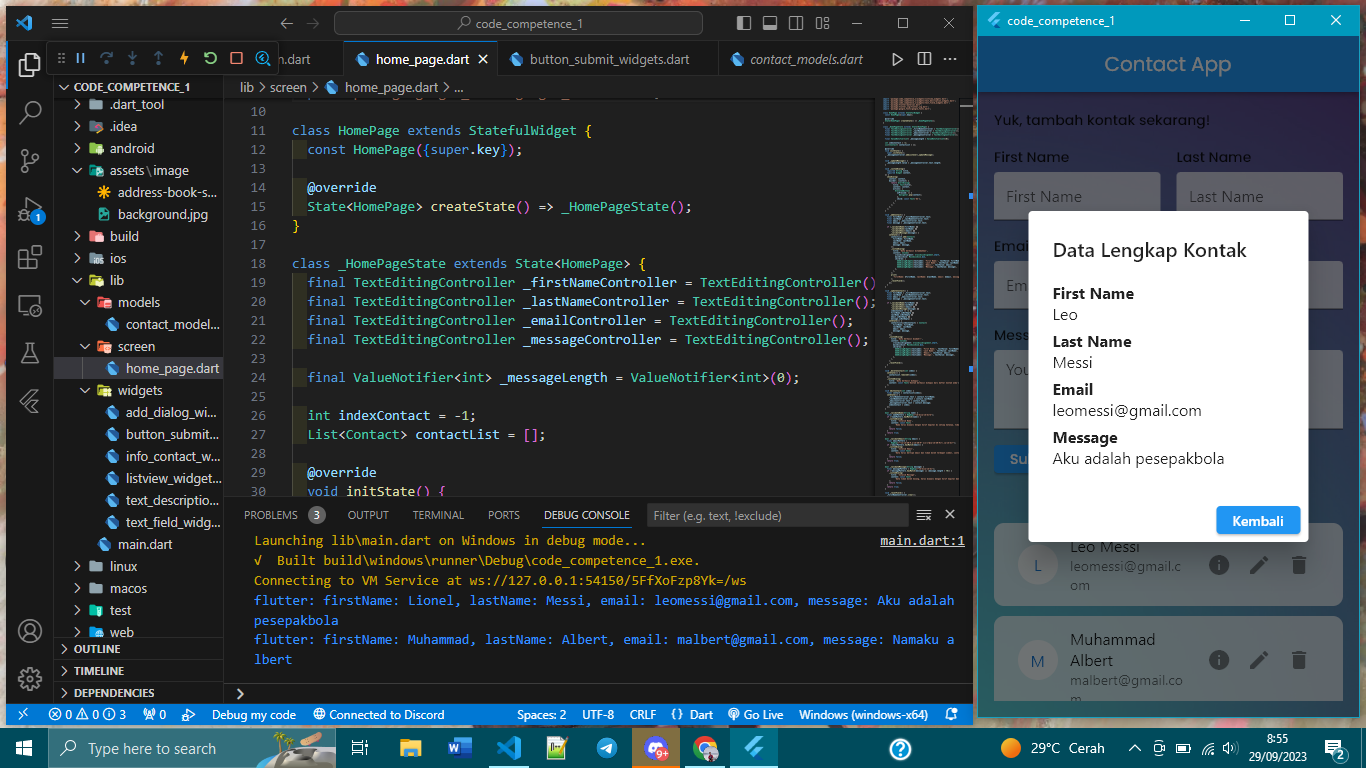 code_competence_1
n.dart
home_page.dart
button_submit_widgets.dart
contact_models.dart
CODE_COMPETENCE_1
.dart_tool
.idea
android
assets\image
address-book-s...
background.jpg
build
ios
lib
models
contact_model...
screen
home_page.dart
widgets
add_dialog_wi...
button_submit...
info_contact_w...
listview_widget...
text_descriptio...
text_field_widg...
main.dart
linux
macos
test
web
OUTLINE
TIMELINE
DEPENDENCIES
1
lib > screen > home_page.dart > ...
10
11 class HomePage extends StatefulWidget {
12 const HomePage({super.key});
13
14 @override
15 State<HomePage> createState() => _HomePageState();
16 }
17
18 class _HomePageState extends State<HomePage> {
19 final TextEditingController _firstNameController = TextEditingController()
20 final TextEditingController _lastNameController = TextEditingController();
21 final TextEditingController _emailController = TextEditingController();
22 final TextEditingController _messageController = TextEditingController();
23
24 final ValueNotifier<int> _messageLength = ValueNotifier<int>(0);
25
26 int indexContact = -1;
27 List<Contact> contactList = [];
28
29 @override
30 void initState() {
PROBLEMS 3 OUTPUT TERMINAL PORTS DEBUG CONSOLE Filter (e.g. text, !exclude)
Launching lib\main.dart on Windows in debug mode... main.dart:1
√ Built build\windows\runner\Debug\code_competence_1.exe.
Connecting to VM Service at ws://127.0.0.1:54150/5FfXoFzp8Yk=/ws
flutter: firstName: Lionel, lastName: Messi, email: leomessi@gmail.com, message: Aku adalah
pesepakbola
flutter: firstName: Muhammad, lastName: Albert, email: malbert@gmail.com, message: Namaku a
lbert
0 0 3 0 Debug my code Connected to Discord Spaces: 2 UTF-8 CRLF {} Dart Go Live Windows (windows-x64)
code_competence_1
Contact App
Yuk, tambah kontak sekarang!
First Name Last Name
First Name Last Name
Emai
Em
Mess
You
Su
Data Lengkap Kontak
First Name
Leo
Last Name
Messi
Email
leomessi@gmail.com
Message
Aku adalah pesepakbola
Kembali
L
Leo Messi
leomessi@gmail.c
om
M
Muhammad
Albert
malbert@gmail.co
m
Type here to search
9+
29°C Cerah
8:55
29/09/2023
2